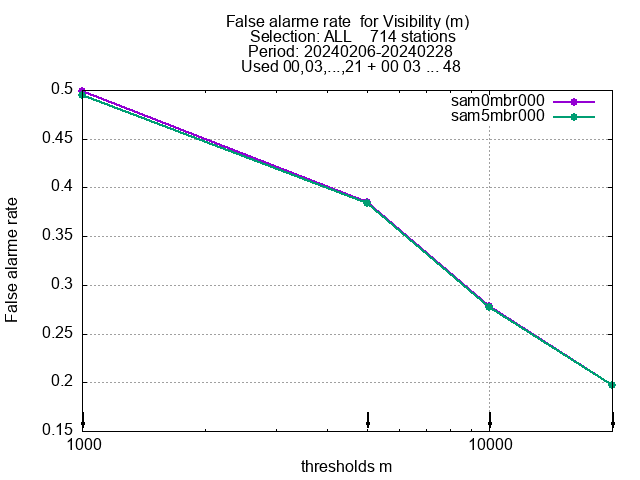 False alarme rate  for Visibility (m)
Selection: ALL    714 stations
Period: 20240206-20240228
Used 00,03,...,21 + 00 03 ... 48
sam0mbr000
sam5mbr000
0.5
0.45
0.4
0.35
0.3
0.25
0.2
0.15
False alarme rate
1000
10000
thresholds m